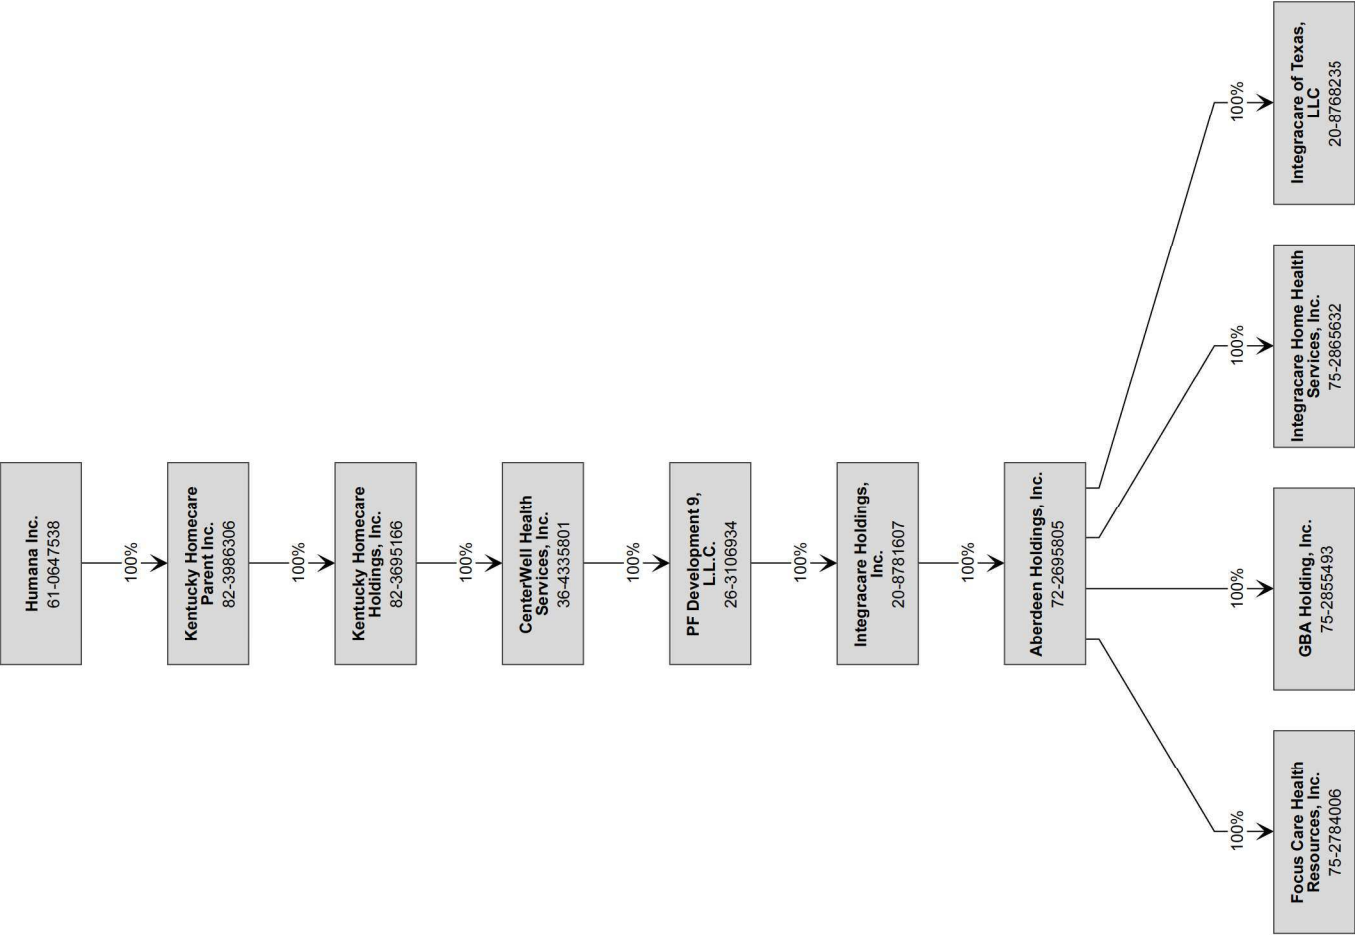 Humana Inc.
61-0647538
100%
Kentucky Homecare
Parent Inc.
82-3986306
100%
Kentucky Homecare
Holdings, Inc.
82-3695166
100%
CenterWell Health
Services, Inc.
36-4335801
100%
PF Development 9,
L.L.C.
26-3106934
100%
Integracare Holdings,
Inc.
20-8781607
100%
Aberdeen Holdings, Inc.
72-2695805
100%
100%
100%
100%
Focus Care Health
Resources, Inc.
75-2784006
GBA Holding, Inc.
75-2855493
Integracare Home Health
Services, Inc.
75-2865632
Integracare of Texas,
LLC
20-8768235